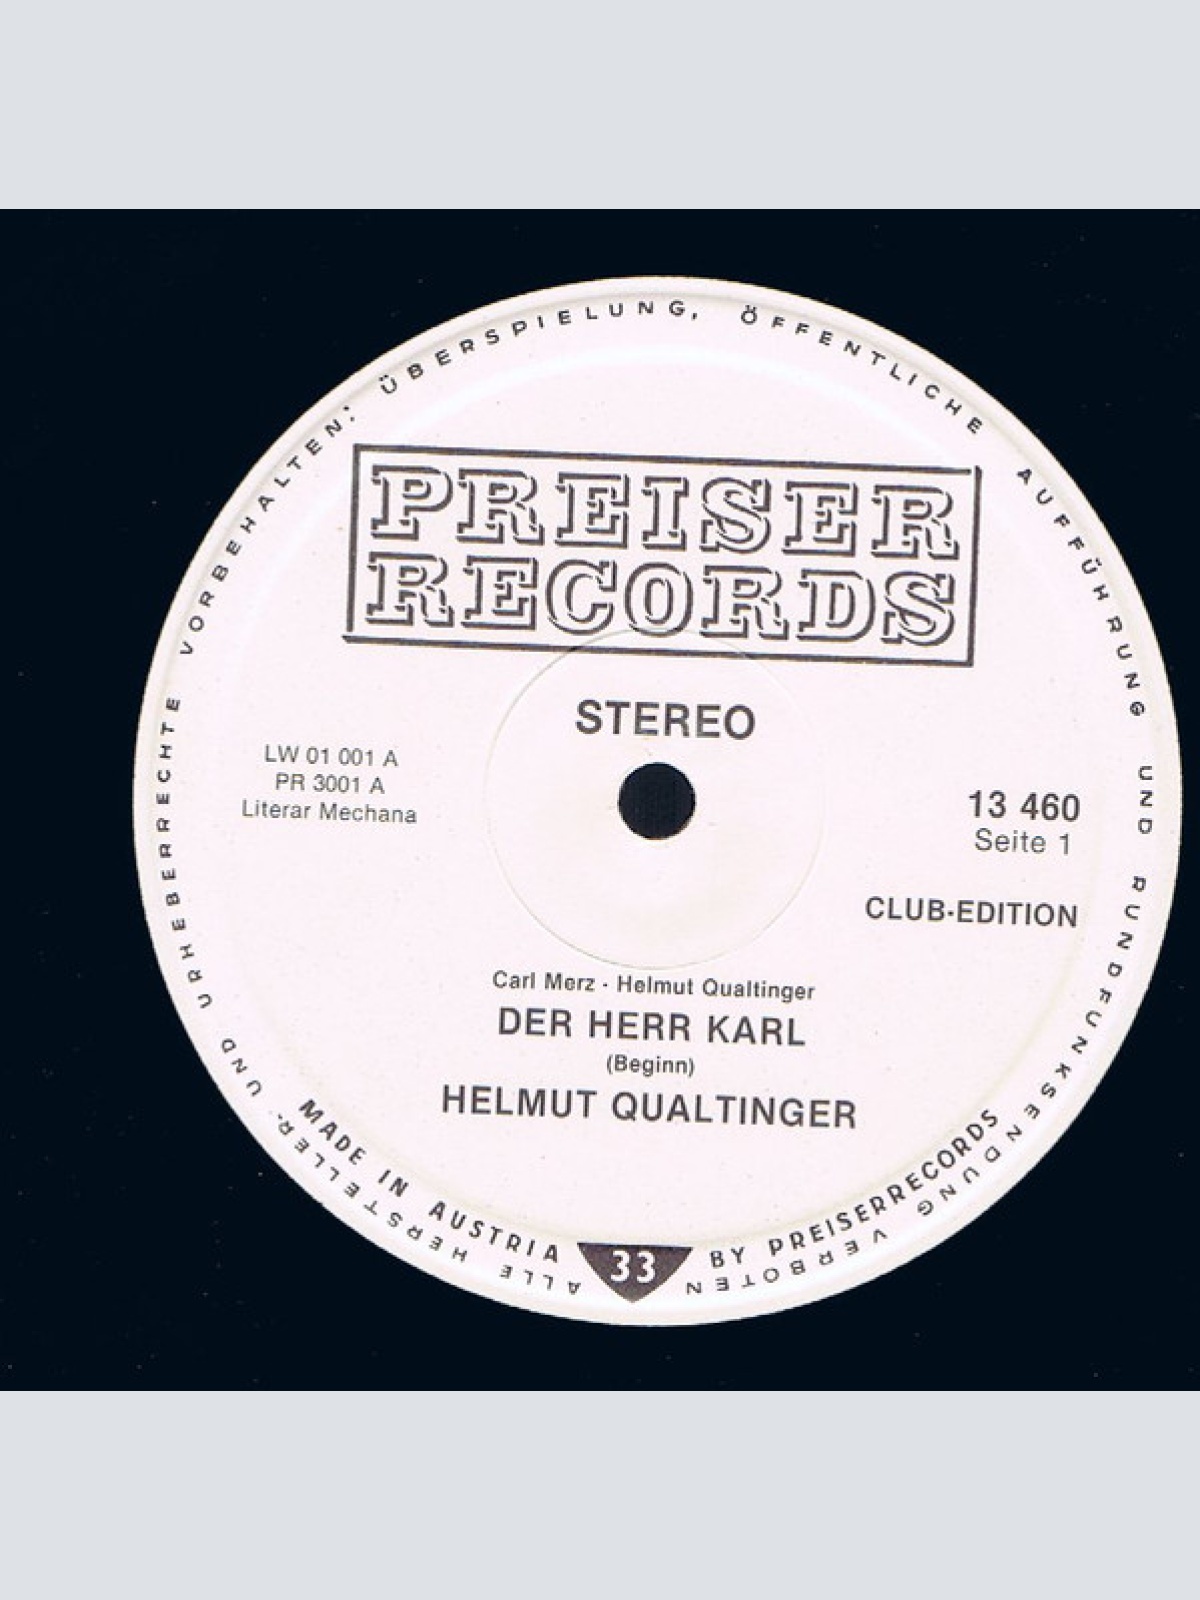 ALLE HERSTELLER- UND URHEBERRECHTE VORBEHALTEN: ÜBERSPIELUNG, ÖFFENTLICHE AUFFÜHRUNG UND RUNDFUNKSENDUNG VERBOTEN
PREISER
RECORDS
STEREO
LW 01 001 A
PR 3001 A
Literar Mechana
13 460
Seite 1
CLUB-EDITION
Carl Merz - Helmut Qualtinger
DER HERR KARL
(Beginn)
HELMUT QUALTINGER
MADE IN AUSTRIA 33 BY PREISERRECORDS